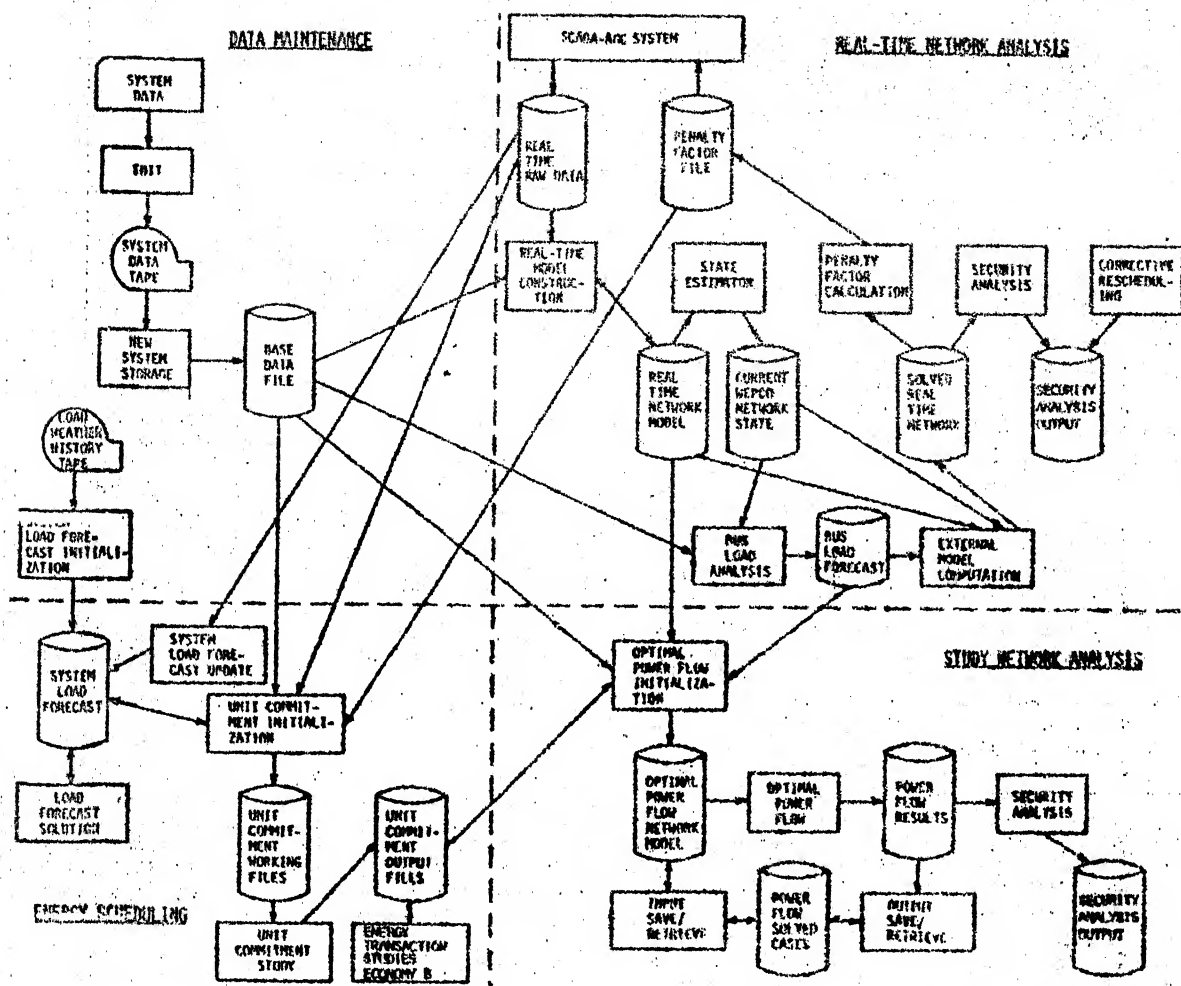 DATA MAINTENANCE
SYSTEM
DATA
EDIT
SYSTEM
DATA
TAPE
NEW
SYSTEM
STORAGE
BASE
DATA
FILE
LOAD
WEATHER
HISTORY
TAPE
LOAD FORE-
CAST INITIALI-
ZATION
SCADA-AGC SYSTEM
REAL-TIME NETWORK ANALYSIS
REAL
TIME
RAW DATA
PENALTY
FACTOR
FILE
REAL-TIME
MODEL
CONSTRUC-
TION
STATE
ESTIMATOR
PENALTY
FACTOR
CALCULATION
SECURITY
ANALYSIS
CORRECTIVE
RESCHEDUL-
ING
REAL
TIME
NETWORK
MODEL
CURRENT
WEPCO
NETWORK
STATE
SOLVED
REAL
TIME
NETWORK
SECURITY
ANALYSIS
OUTPUT
BUS
LOAD
ANALYSIS
BUS
LOAD
FORECAST
EXTERNAL
MODEL
COMPUTATION
SYSTEM
LOAD
FORECAST
SYSTEM
LOAD FORE-
CAST UPDATE
UNIT COMMIT-
MENT INITIALI-
ZATION
LOAD
FORECAST
SOLUTION
UNIT
COMMIT-
MENT
WORKING
FILES
UNIT
COMMIT-
MENT
OUTPUT
FILLS
ENERGY SCHEDULING
UNIT
COMMITMENT
STUDY
ENERGY
TRANSACTION
STUDIES
ECONOMY B
OPTIMAL
POWER FLOW
INITIALIZA-
TION
STUDY NETWORK ANALYSIS
OPTIMAL
POWER
FLOW
NETWORK
MODEL
OPTIMAL
POWER
FLOW
POWER
FLOW
RESULTS
SECURITY
ANALYSIS
INPUT
SAVE/
RETRIEVE
POWER
FLOW
SOLVED
CASES
OUTPUT
SAVE/
RETRIEVE
SECURITY
ANALYSIS
OUTPUT